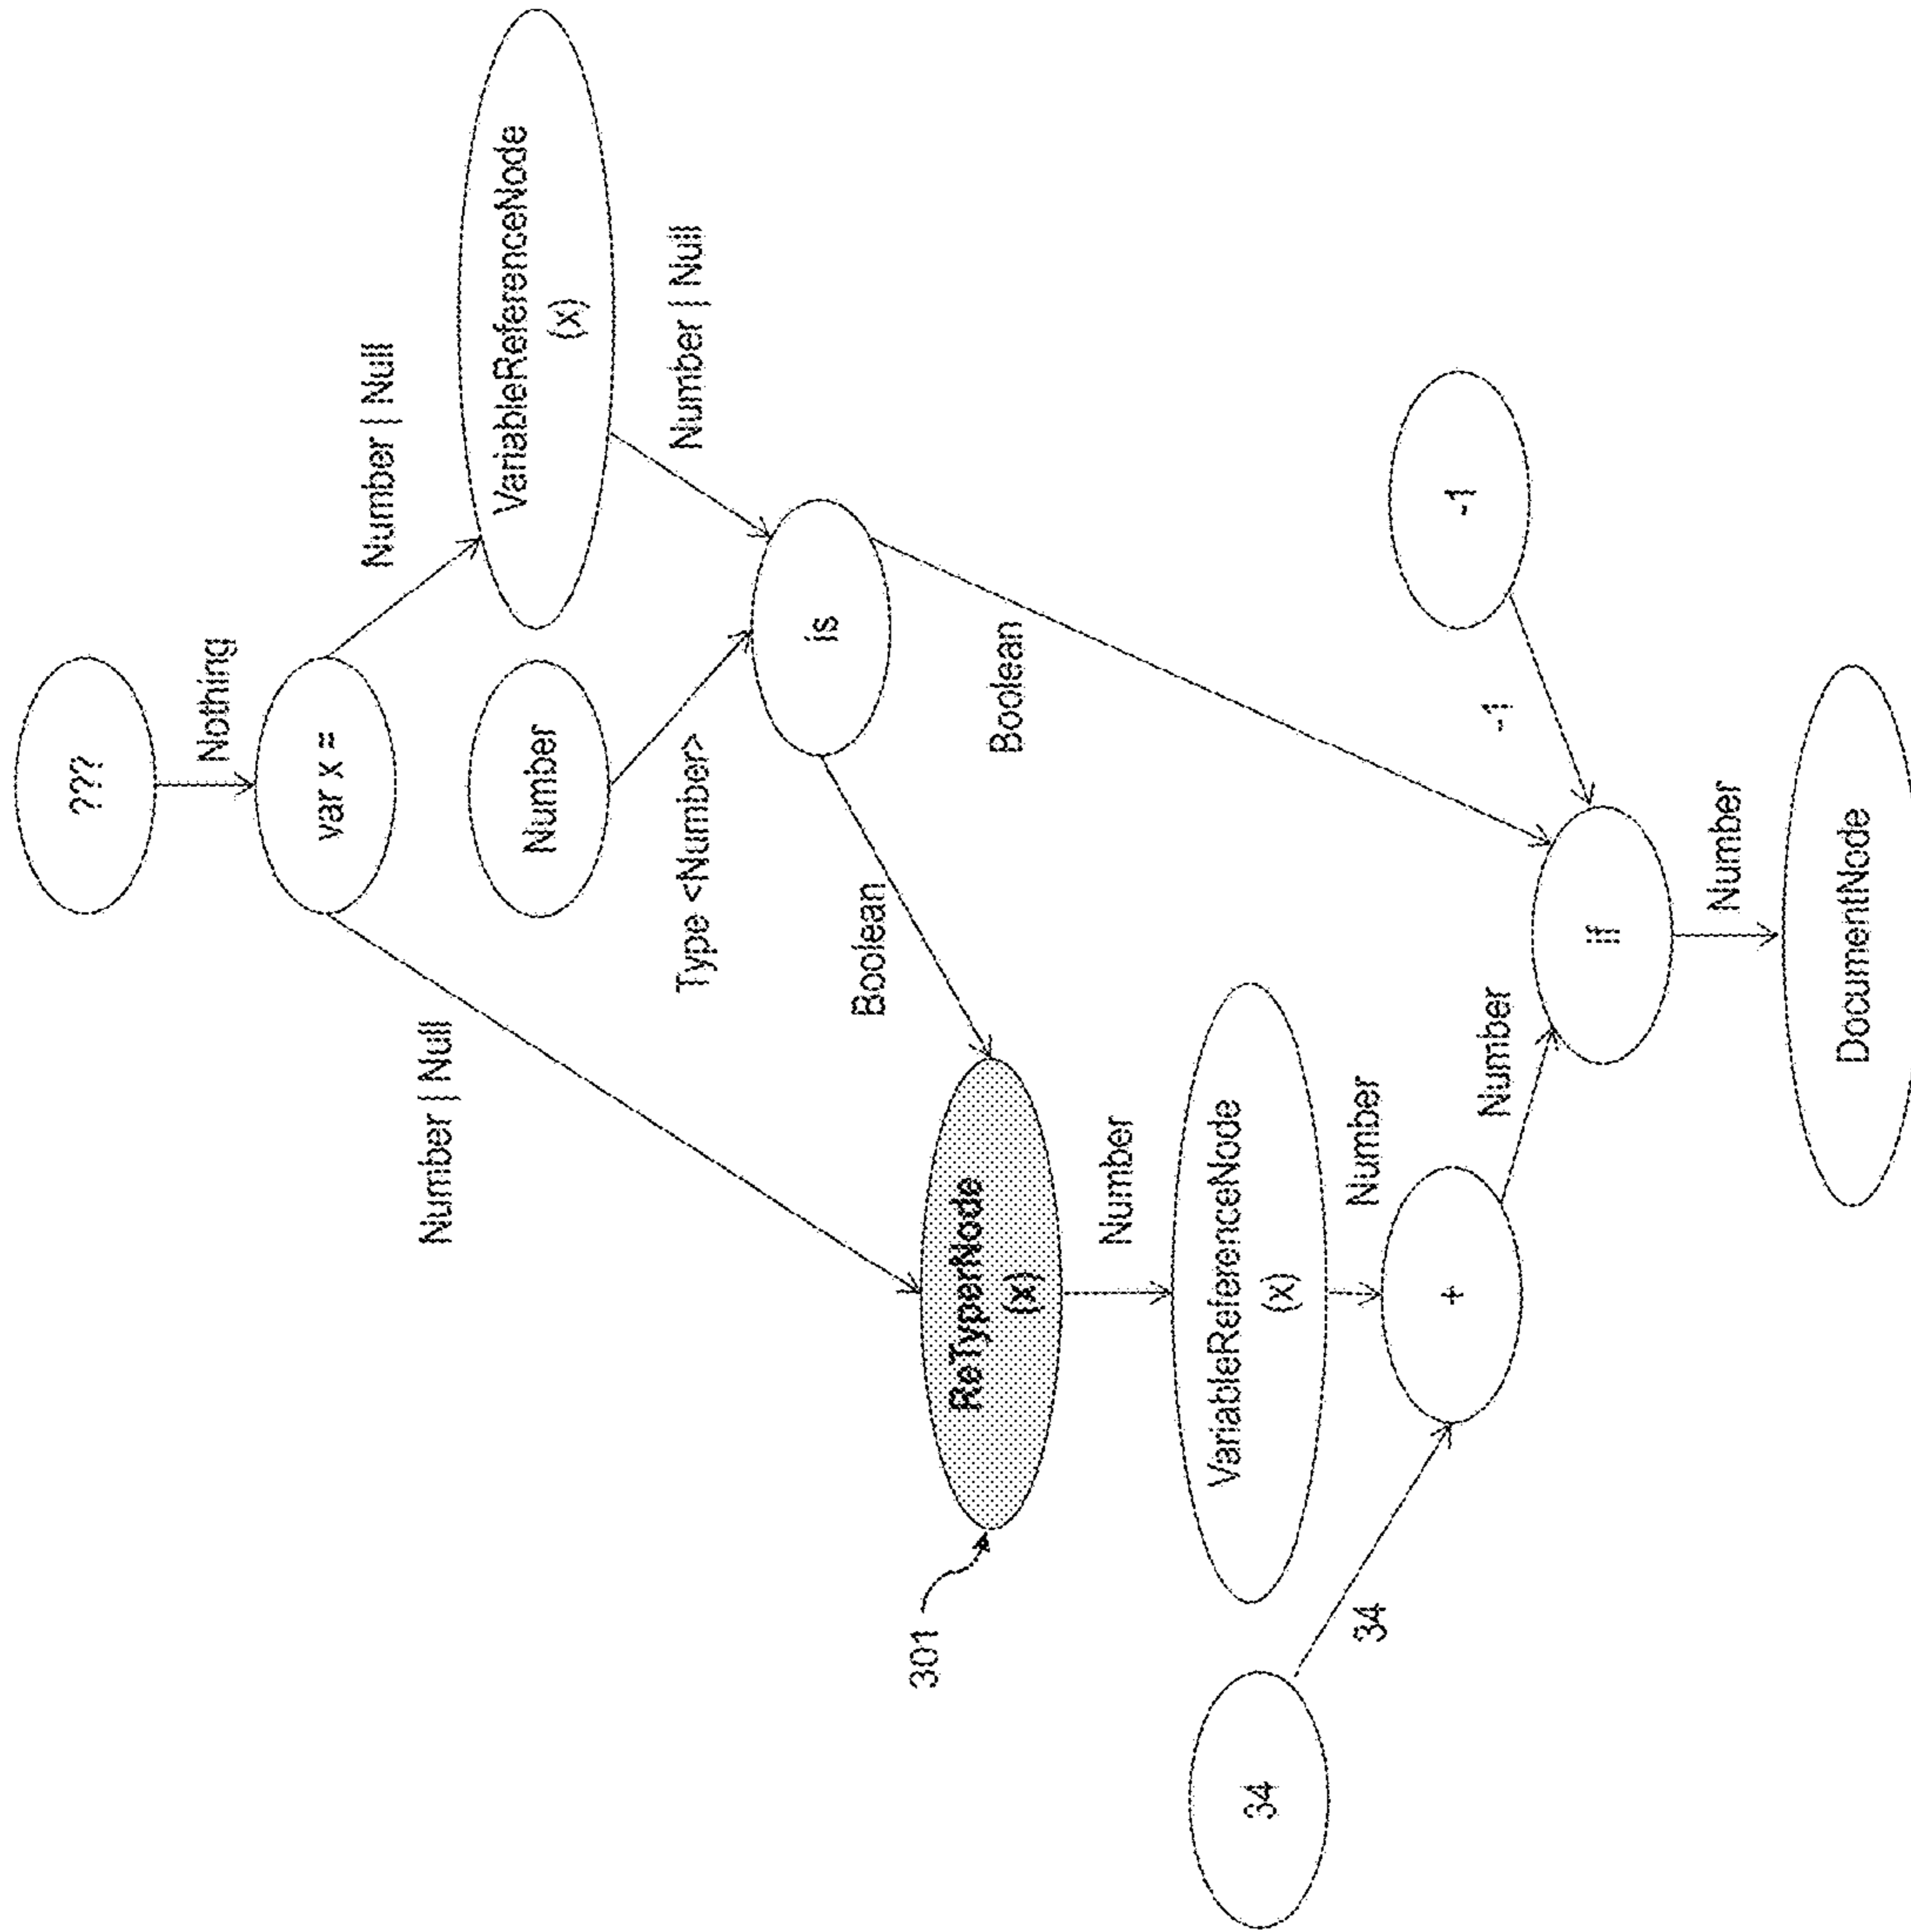 ???
Nothing
var x =
Number | Null
Number | Null
VariableReferenceNode
(x)
Number
Type <Number>
Number | Null
is
Boolean
Boolean
301
ReTyperNode
(x)
Number
VariableReferenceNode
(x)
Number
34
34
+
Number
-1
-1
if
Number
DocumentNode